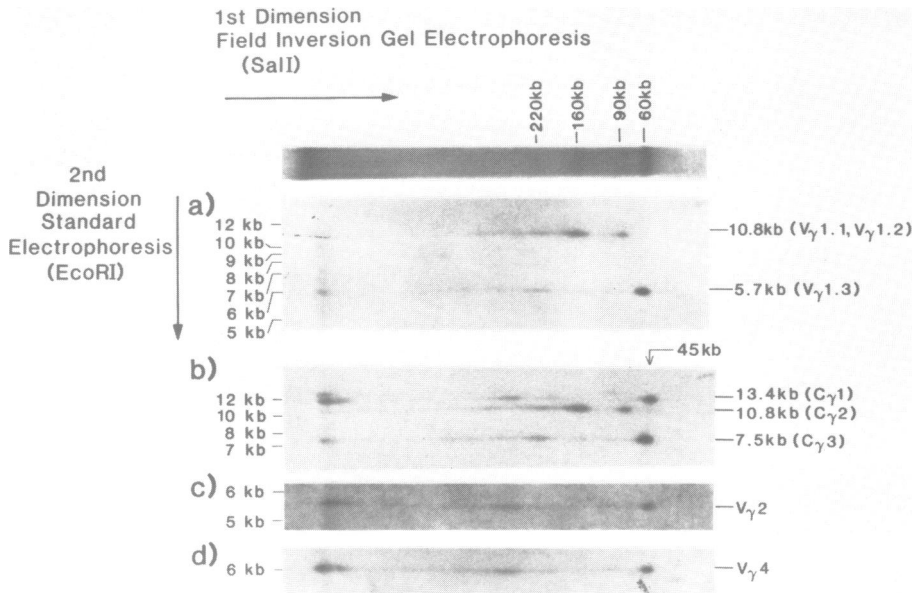 1st Dimension
Field Inversion Gel Electrophoresis
(SalI)
220kb
160kb
90kb
60kb
2nd
Dimension
Standard
Electrophoresis
(EcoRI)
a)
12 kb
10 kb
9 kb
8 kb
7 kb
6 kb
5 kb
10.8kb (Vγ1.1, Vγ1.2)
5.7kb (Vγ1.3)
45kb
b)
12 kb
10 kb
8 kb
7 kb
13.4kb (Cγ1)
10.8kb (Cγ2)
7.5kb (Cγ3)
c)
6 kb
5 kb
Vγ2
d)
6 kb
Vγ4